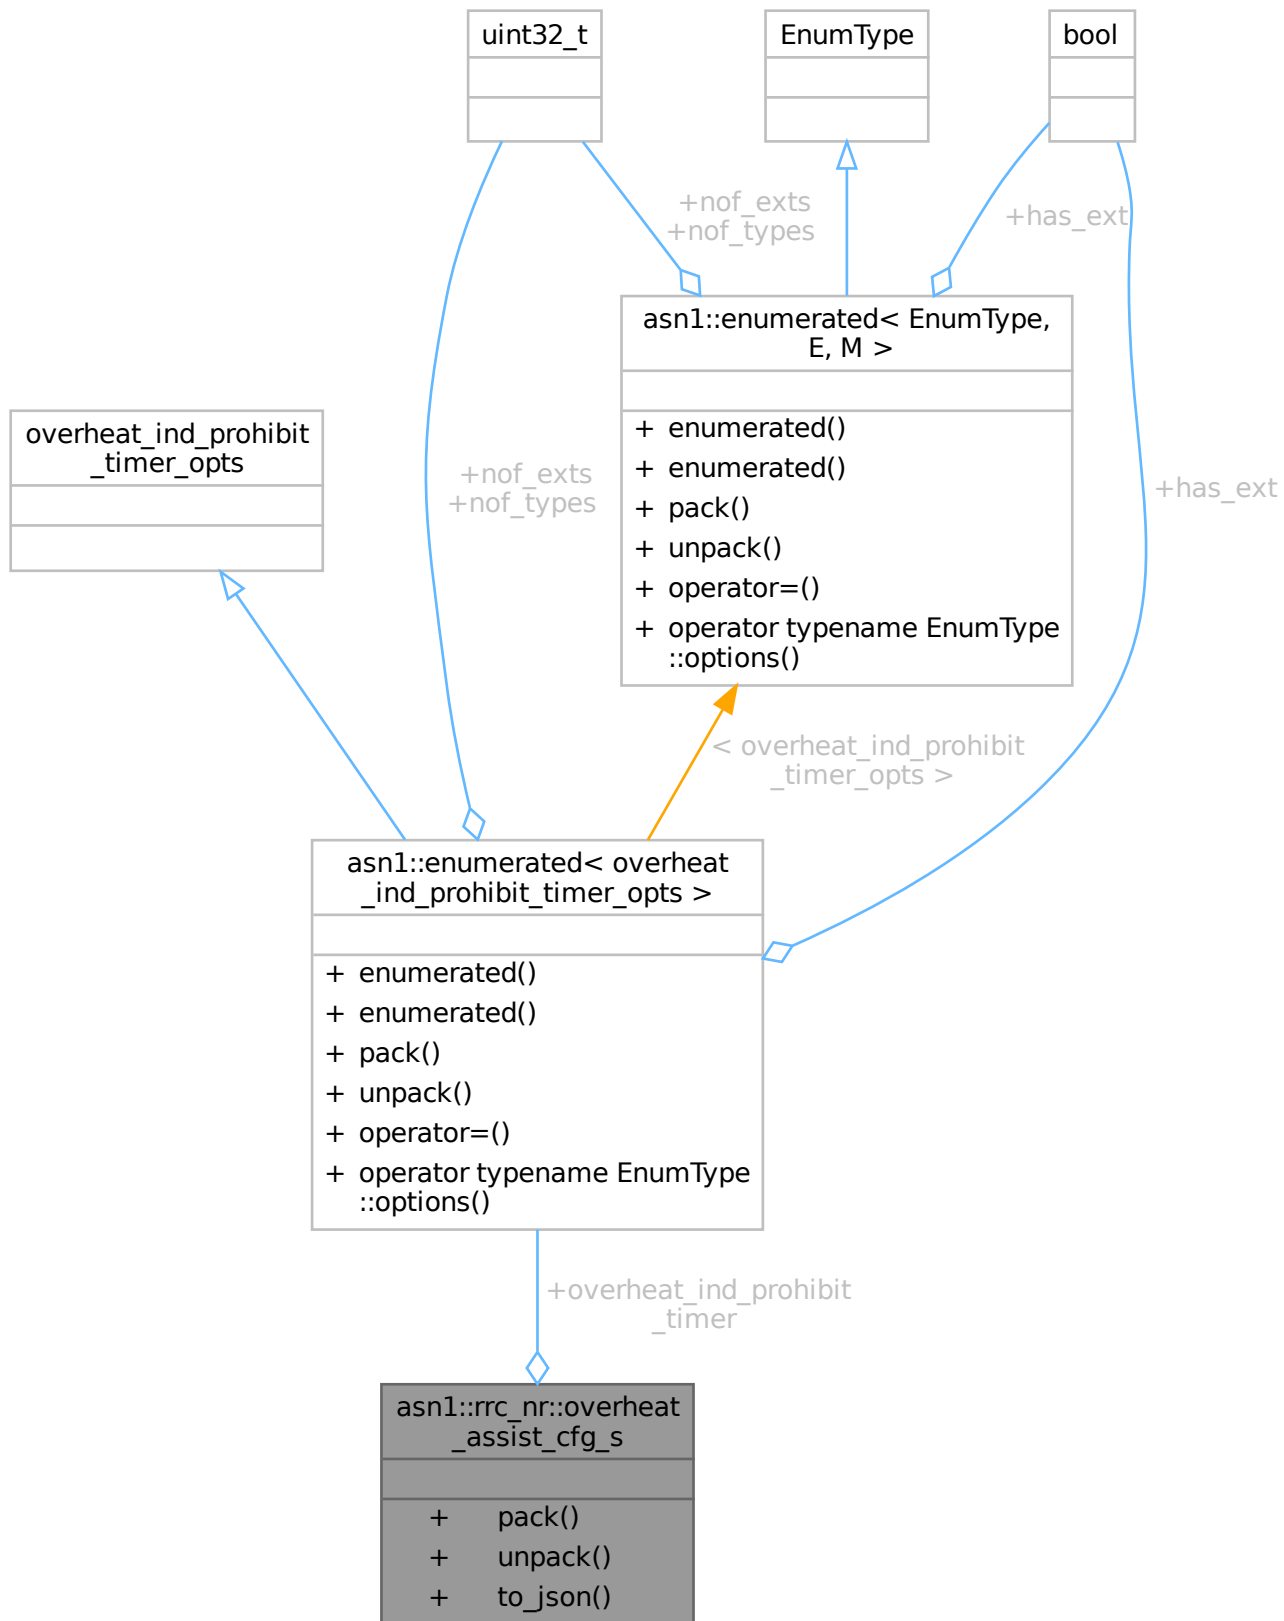 uint32_t
EnumType
bool
+nof_exts
+nof_types
+has_ext
asn1::enumerated< EnumType,
E, M >
+ enumerated()
+ enumerated()
+ pack()
+ unpack()
+ operator=()
+ operator typename EnumType
::options()
overheat_ind_prohibit
_timer_opts
+nof_exts
+nof_types
+has_ext
< overheat_ind_prohibit
_timer_opts >
asn1::enumerated< overheat
_ind_prohibit_timer_opts >
+ enumerated()
+ enumerated()
+ pack()
+ unpack()
+ operator=()
+ operator typename EnumType
::options()
+overheat_ind_prohibit
_timer
asn1::rrc_nr::overheat
_assist_cfg_s
+ pack()
+ unpack()
+ to_json()